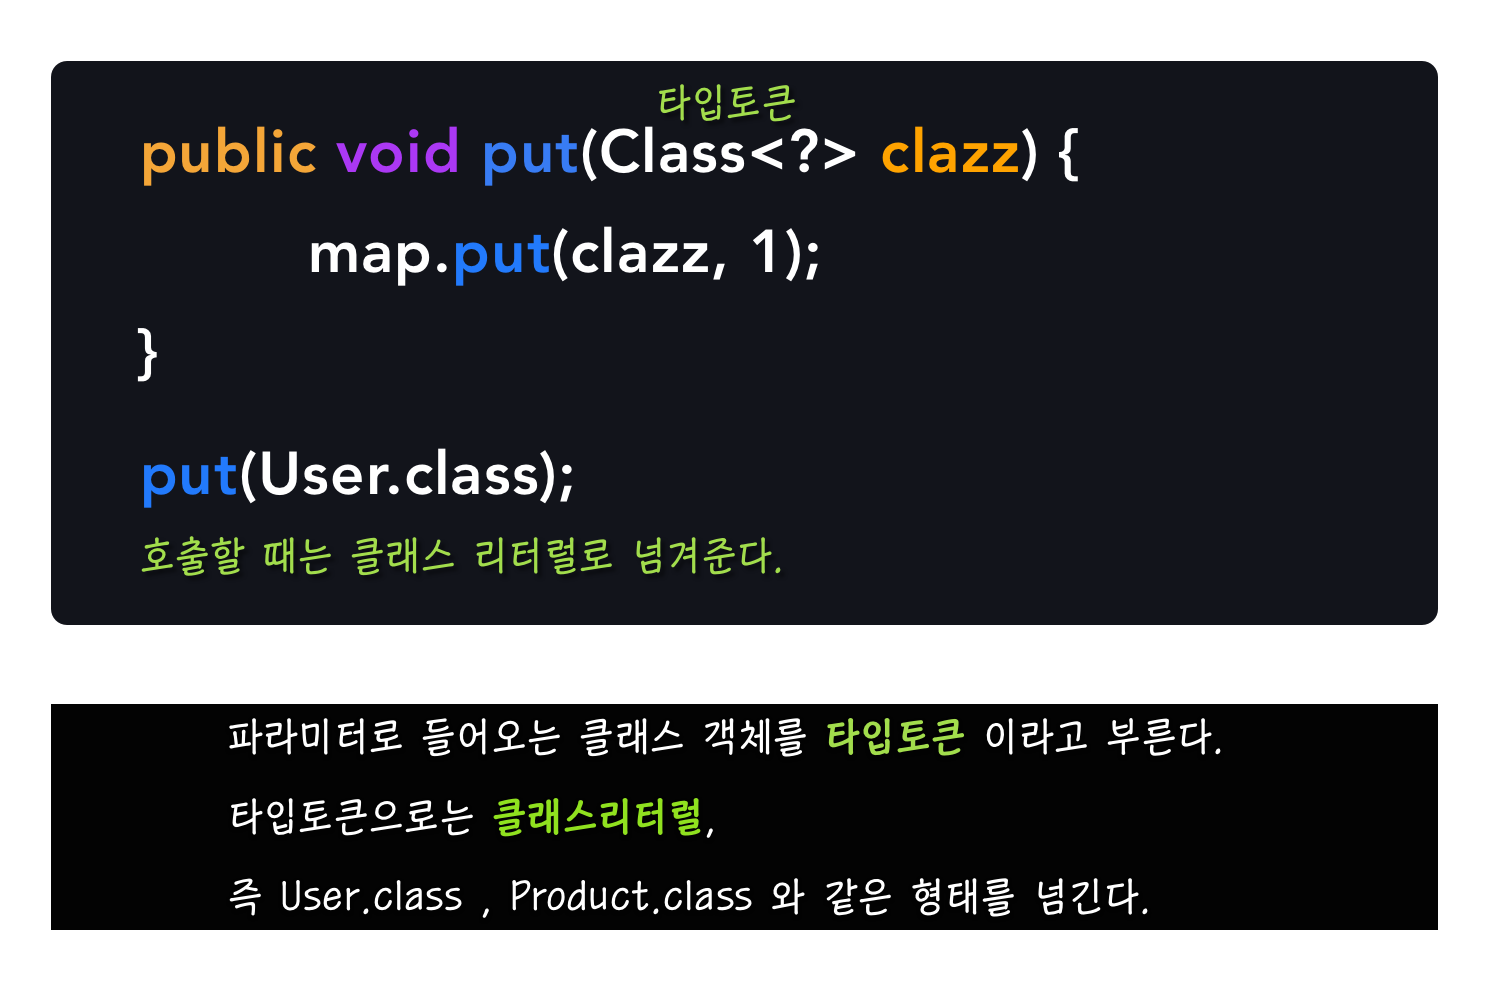 타입토큰
public void put(Class<?> clazz) {
map.put(clazz, 1);
}
put(User.class);
호출할 때는 클래스 리터럴로 넘겨준다.
파라미터로 들어오는 클래스 객체를 타입토큰 이라고 부른다.
타입토큰으로는 클래스리터럴,
즉 User.class , Product.class 와 같은 형태를 넘긴다.